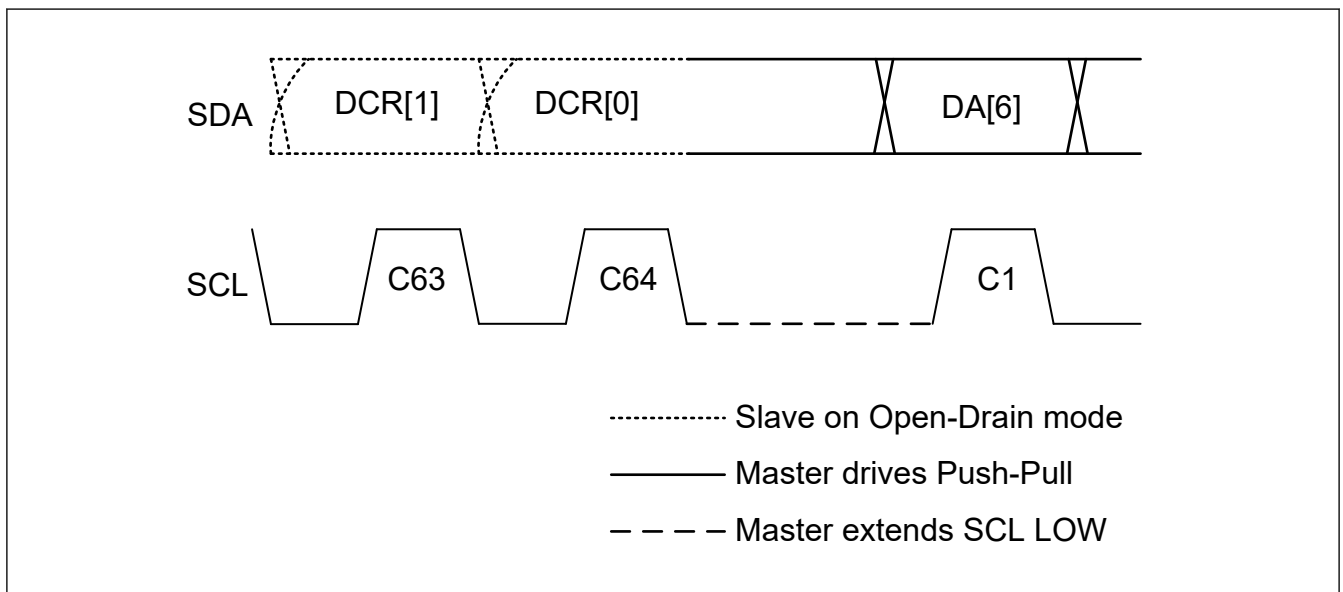 SDA DCR[1] DCR[0] DA[6]
SCL C63 C64 C1
Slave on Open-Drain mode
Master drives Push-Pull
Master extends SCL LOW